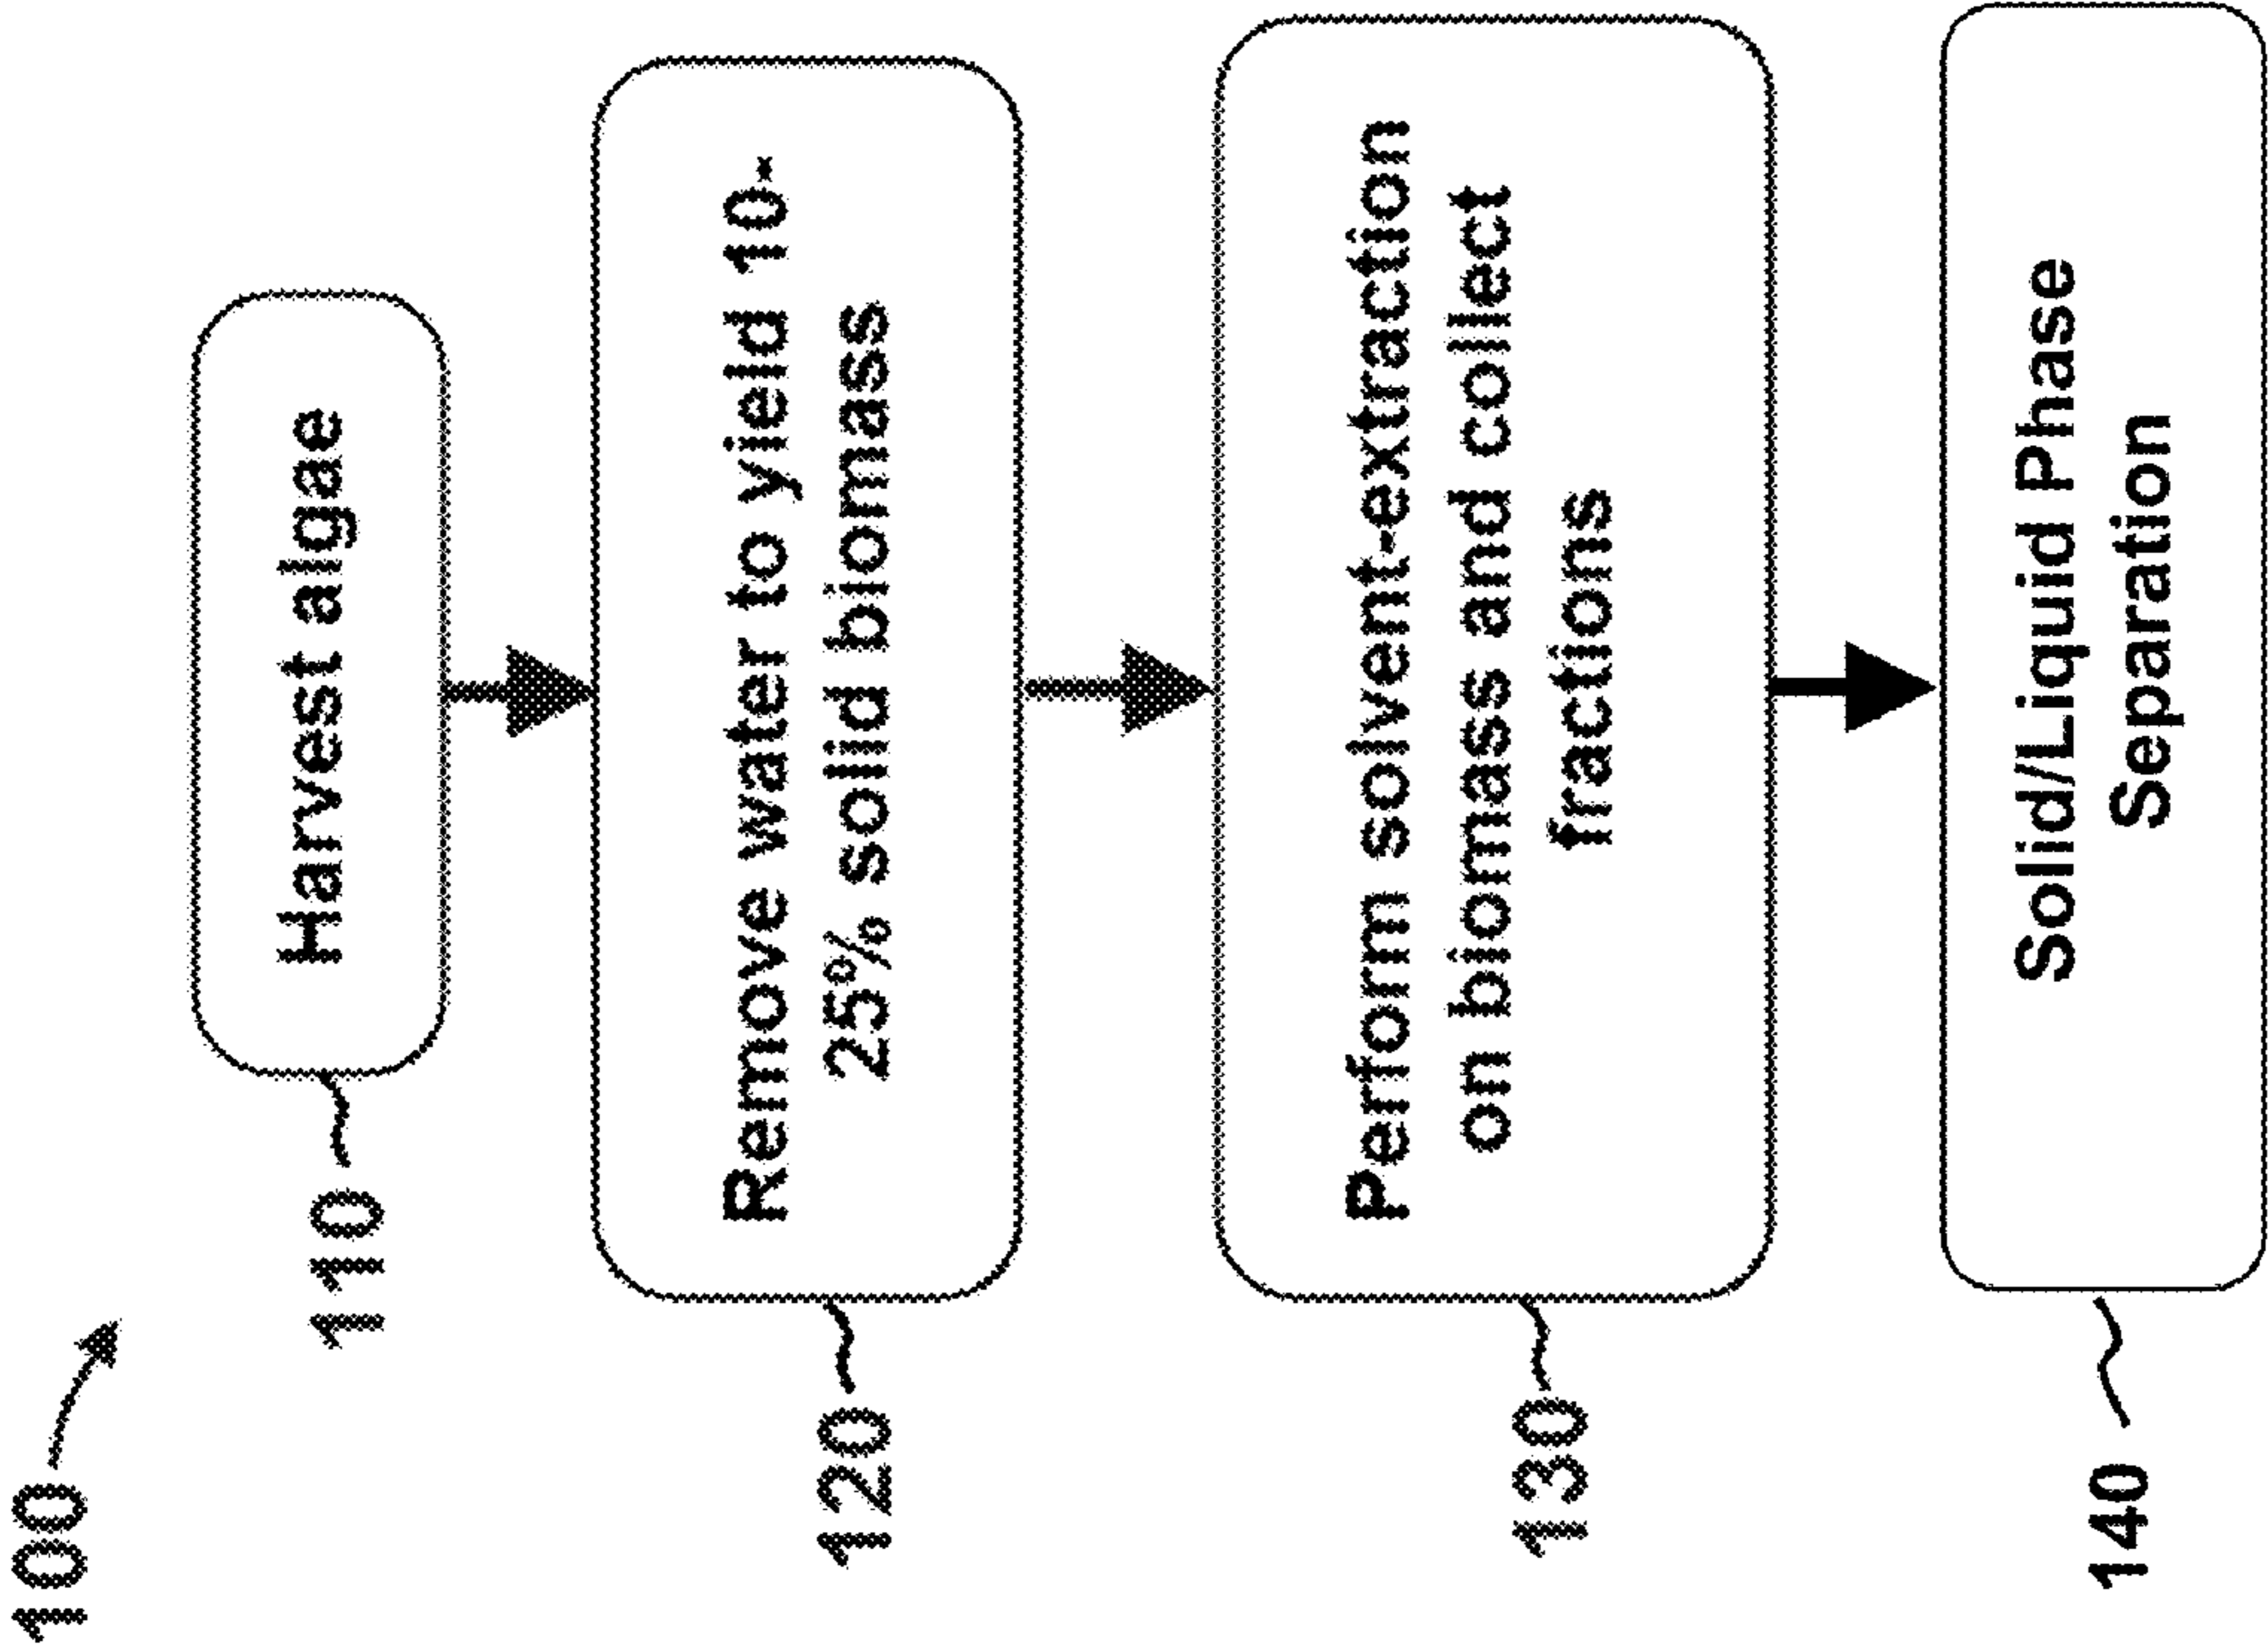 100
110
Harvest algae
120
Remove water to yield 10-
25% solid biomass
130
Perform solvent-extraction
on biomass and collect
fractions
140
Solid/Liquid Phase
Separation